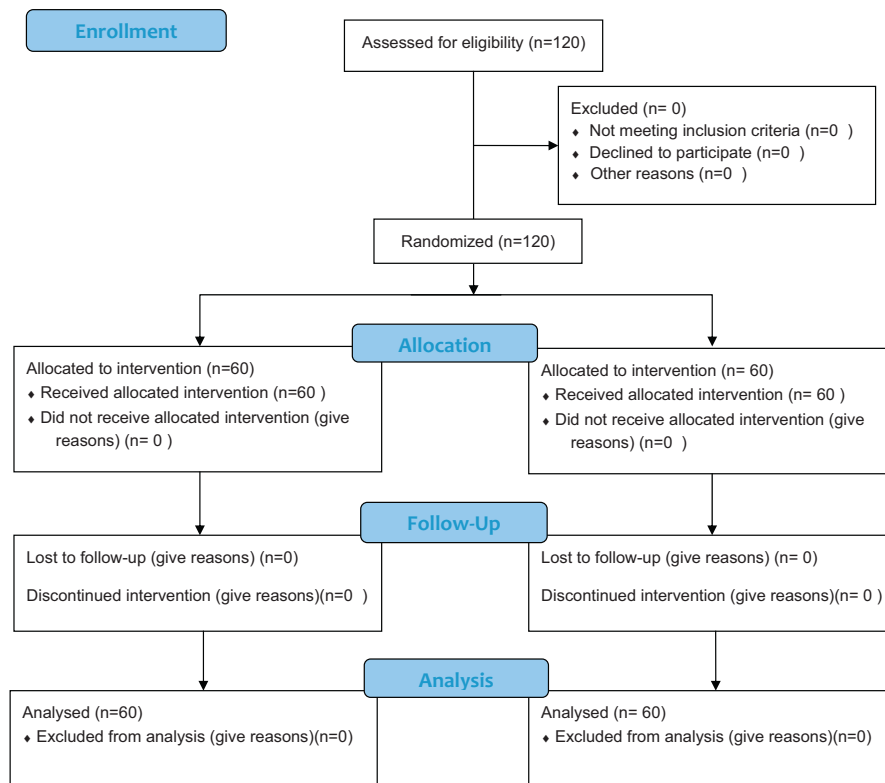 Enrollment
Assessed for eligibility (n=120)
Excluded (n= 0)
♦ Not meeting inclusion criteria (n=0 )
♦ Declined to participate (n=0 )
♦ Other reasons (n=0 )
Randomized (n=120)
Allocation
Allocated to intervention (n=60)
♦ Received allocated intervention (n=60 )
♦ Did not receive allocated intervention (give
reasons) (n= 0 )
Allocated to intervention (n= 60)
♦ Received allocated intervention (n= 60 )
♦ Did not receive allocated intervention (give
reasons) (n=0 )
Follow-Up
Lost to follow-up (give reasons) (n=0)
Discontinued intervention (give reasons)(n=0 )
Lost to follow-up (give reasons) (n= 0)
Discontinued intervention (give reasons)(n= 0 )
Analysis
Analysed (n=60)
♦ Excluded from analysis (give reasons)(n=0)
Analysed (n= 60)
♦ Excluded from analysis (give reasons)(n=0)